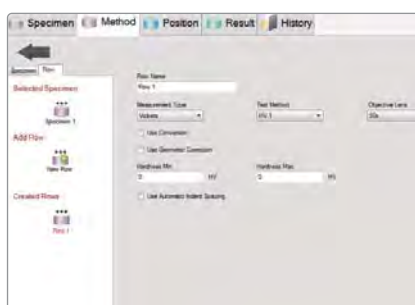 Specimen Method Position Result History
Specimen Row
Row Name
Selected Specimen
Row 1
Measurement Type Test Method Objective Lens
Specimen 1
Vickers HV 1 50x
Add Row
Use Conversion
Use Geometric Correction
New Row
Hardness Min Hardness Max
0 HV 0 HV
Created Rows
Use Automatic Indent Spacing
Row 1